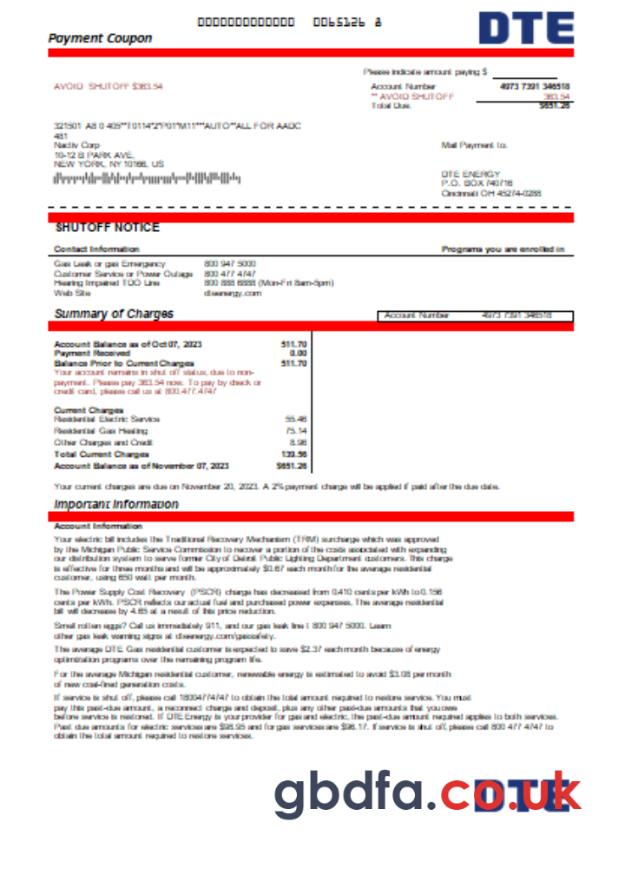 0000000000000 0065126 8
DTE
Payment Coupon
Please indicate amount paying $
AVOID SHUTOFF $363.54
Account Number 4973 7391 346518
** AVOID SHUTOFF 363.54
Total Due $651.26
321501 A8 0 405**T0114*2*P01*M11***AUTO**ALL FOR AADC
481
Nactiv Corp
10-12 B PARK AVE,
NEW YORK, NY 10166, US
Mail Payment to:
DTE ENERGY
P.O. BOX 740716
Cincinnati OH 45274-0288
SHUTOFF NOTICE
Contact Information Programs you are enrolled in
Gas Leak or gas Emergency 800 947 5000
Customer Service or Power Outage 800 477 4747
Hearing Impaired TDD Line 800 888 6888 (Mon-Fri 8am-5pm)
Web Site dteenergy.com
Summary of Charges
Account Number 4973 7391 346518
Account Balance as of Oct 07, 2023 511.70
Payment Received 0.00
Balance Prior to Current Charges 511.70
Your account remains in shut off status, due to non-
payment. Please pay 363.54 now. To pay by check or
credit card, please call us at 800.477.4747
Current Charges
Residential Electric Service 55.46
Residential Gas Heating 75.14
Other Charges and Credit 8.96
Total Current Charges 139.56
Account Balance as of November 07, 2023 $651.26
Your current charges are due on November 20, 2023. A 2% payment charge will be applied if paid after the due date.
Important Information
Account Information
Your electric bill includes the Traditional Recovery Mechanism (TRM) surcharge which was approved
by the Michigan Public Service Commission to recover a portion of the costs associated with expanding
our distribution system to serve former City of Detroit Public Lighting Department customers. This charge
is effective for three months and will be approximately $0.67 each month for the average residential
customer, using 650 watt per month.
The Power Supply Cost Recovery (PSCR) charge has decreased from 0.410 cents per kWh to 0.156
cents per kWh. PSCR reflects our actual fuel and purchased power expenses. The average residential
bill will decrease by 4.65 at a result of this price reduction.
Smell rotten eggs? Call us immediately 911, and our gas leak line t 800 947 5000. Learn
other gas leak warning signs at dteenergy.com/gassafety.
The average DTE Gas residential customer is expected to save $2.37 each month because of energy
optimization programs over the remaining program life.
For the average Michigan residential customer, renewable energy is estimated to avoid $3.08 per month
of new coal-fired generation costs.
If service is shut off, please call 18004774747 to obtain the total amount required to restore service. You must
pay this past-due amount, a reconnect charge and deposit, plus any other past-due amounts that you owe
before service is restored. If DTE Energy is your provider for gas and electric, the past-due amount required applies to both services.
Past due amounts for electric services are $98.95 and for gas services are $96.17. If service is shut off, please call 800 477 4747 to
obtain the total amount required to restore services.
DTE
gbdfa.co.uk